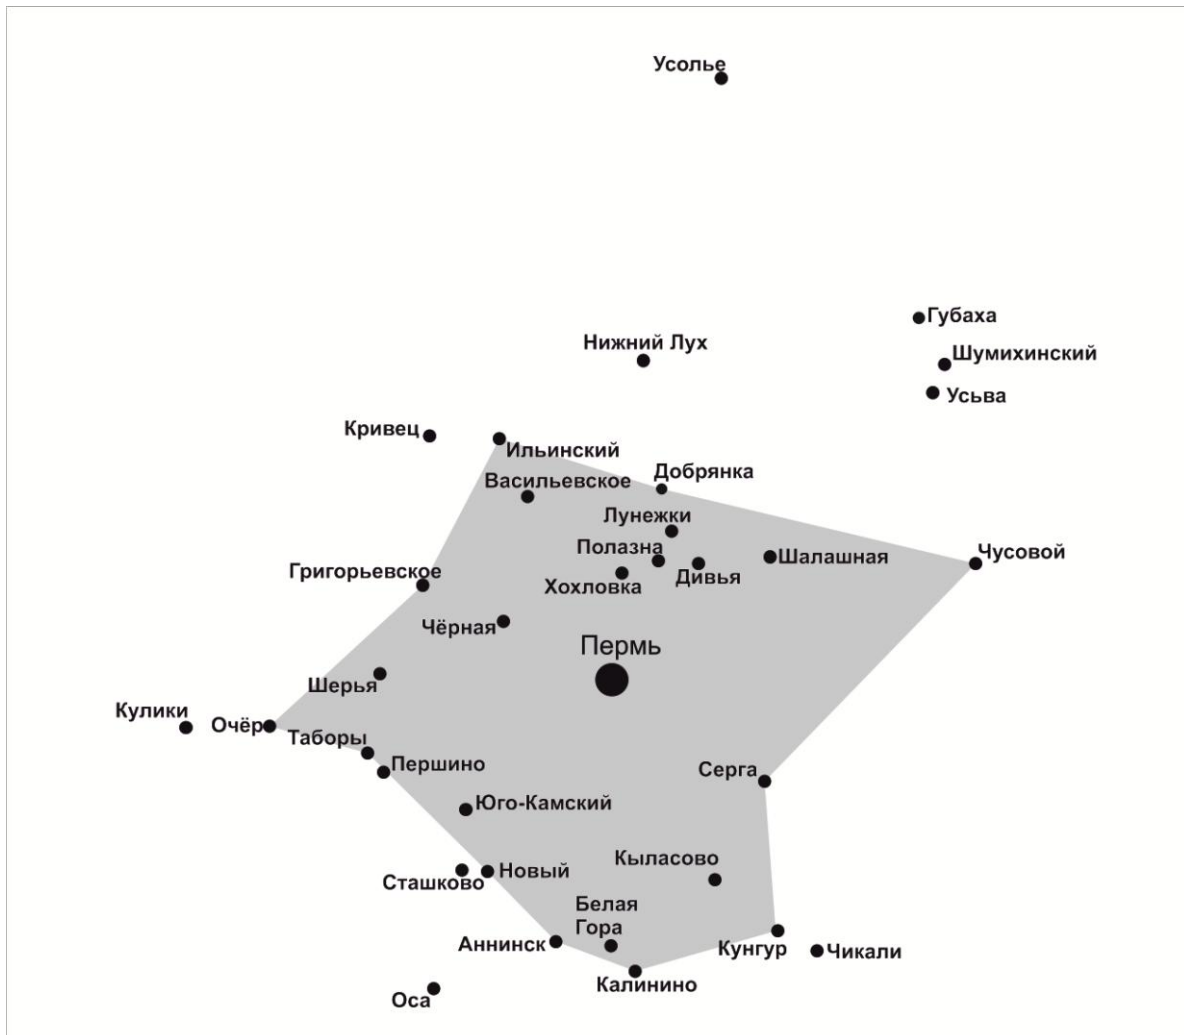 Усолье
Губаха
Нижний Лух
Шумихинский
Усьва
Кривец
Ильинский
Добрянка
Васильевское
Лунежки
Полазна
Чусовой
Шалашная
Григорьевское
Дивья
Хохловка
Чёрная
Пермь
Шерья
Кулики
Очёр
Таборы
Першино
Серга
Юго-Камский
Кыласово
Новый
Сташково
Белая
Гора
Аннинск
Кунгур
Чикали
Калинино
Оса